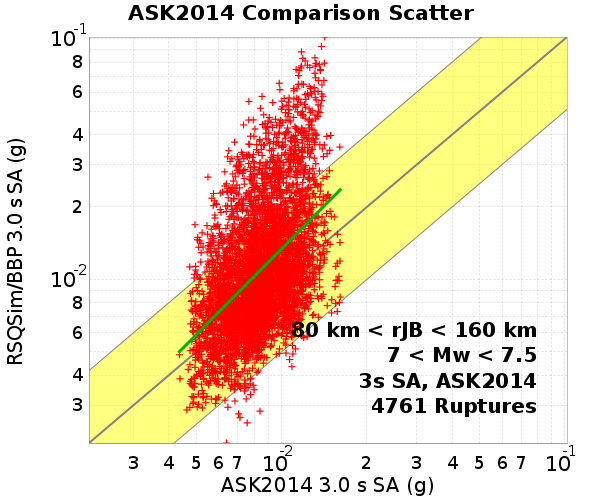 ASK2014 Comparison Scatter
RSQSim/BBP 3.0 s SA (g)
10-1
8
6
4
3
2
10-2
8
6
4
3
80 km < rJB < 160 km
7 < Mw < 7.5
3s SA, ASK2014
4761 Ruptures
3 4 5 6 7 10-2 2 3 4 5 6 7 10-1
ASK2014 3.0 s SA (g)